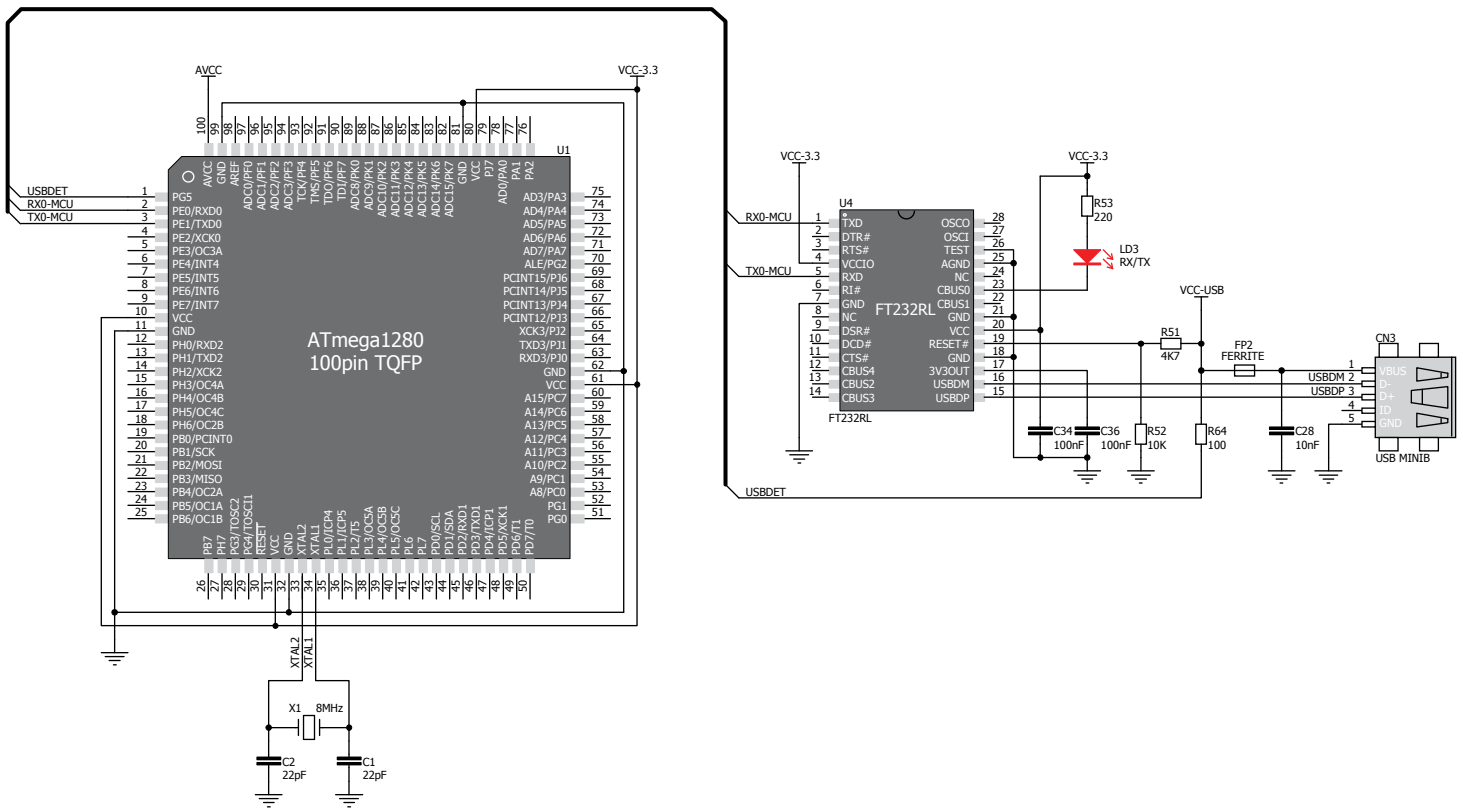 AVCC
VCC-3.3
100
99
98
97
96
95
94
93
92
91
90
89
88
87
86
85
84
83
82
81
80
79
78
77
76
U1
AVCC
GND
AREF
ADC0/PF0
ADC1/PF1
ADC2/PF2
ADC3/PF3
TCK/PF4
TMS/PF5
TDO/PF6
TDI/PF7
ADC8/PK0
ADC9/PK1
ADC10/PK2
ADC11/PK3
ADC12/PK4
ADC13/PK5
ADC14/PK6
ADC15/PK7
GND
VCC
PJ7
AD0/PA0
PA1
PA2
USBDET 1 PG5
RX0-MCU 2 PE0/RXD0
TX0-MCU 3 PE1/TXD0
4 PE2/XCK0
5 PE3/OC3A
6 PE4/INT4
7 PE5/INT5
8 PE6/INT6
9 PE7/INT7
10 VCC
11 GND
12 PH0/RXD2
13 PH1/TXD2
14 PH2/XCK2
15 PH3/OC4A
16 PH4/OC4B
17 PH5/OC4C
18 PH6/OC2B
19 PB0/PCINT0
20 PB1/SCK
21 PB2/MOSI
22 PB3/MISO
23 PB4/OC2A
24 PB5/OC1A
25 PB6/OC1B
ATmega1280
100pin TQFP
AD3/PA3 75
AD4/PA4 74
AD5/PA5 73
AD6/PA6 72
AD7/PA7 71
ALE/PG2 70
PCINT15/PJ6 69
PCINT14/PJ5 68
PCINT13/PJ4 67
PCINT12/PJ3 66
XCK3/PJ2 65
TXD3/PJ1 64
RXD3/PJ0 63
GND 62
VCC 61
A15/PC7 60
A14/PC6 59
A13/PC5 58
A12/PC4 57
A11/PC3 56
A10/PC2 55
A9/PC1 54
A8/PC0 53
PG1 52
PG0 51
PB7
PH7
PG3/TOSC2
PG4/TOSC1
RESET
VCC
GND
XTAL2
XTAL1
PL0/ICP4
PL1/ICP5
PL2/T5
PL3/OC5A
PL4/OC5B
PL5/OC5C
PL6
PL7
PD0/SCL
PD1/SDA
PD2/RXD1
PD3/TXD1
PD4/ICP1
PD5/XCK1
PD6/T1
PD7/T0
26
27
28
29
30
31
32
33
34
35
36
37
38
39
40
41
42
43
44
45
46
47
48
49
50
XTAL2
XTAL1
X1 8MHz
C2
22pF
C1
22pF
VCC-3.3
U4
RX0-MCU 1 TXD
2 DTR#
3 RTS#
4 VCCIO
TX0-MCU 5 RXD
6 RI#
7 GND
8 NC
9 DSR#
10 DCD#
11 CTS#
12 CBUS4
13 CBUS2
14 CBUS3
FT232RL
OSCO 28
OSCI 27
TEST 26
AGND 25
NC 24
CBUS0 23
CBUS1 22
GND 21
VCC 20
RESET# 19
GND 18
3V3OUT 17
USBDM 16
USBDP 15
FT232RL
VCC-3.3
R53
220
LD3
RX/TX
VCC-USB
R51
4K7
FP2
FERRITE
C34
100nF
C36
100nF
R52
10K
R64
100
C28
10nF
USBDET
CN3
1 VBUS
USBDM 2 D-
USBDP 3 D+
4 ID
5 GND
USB MINIB